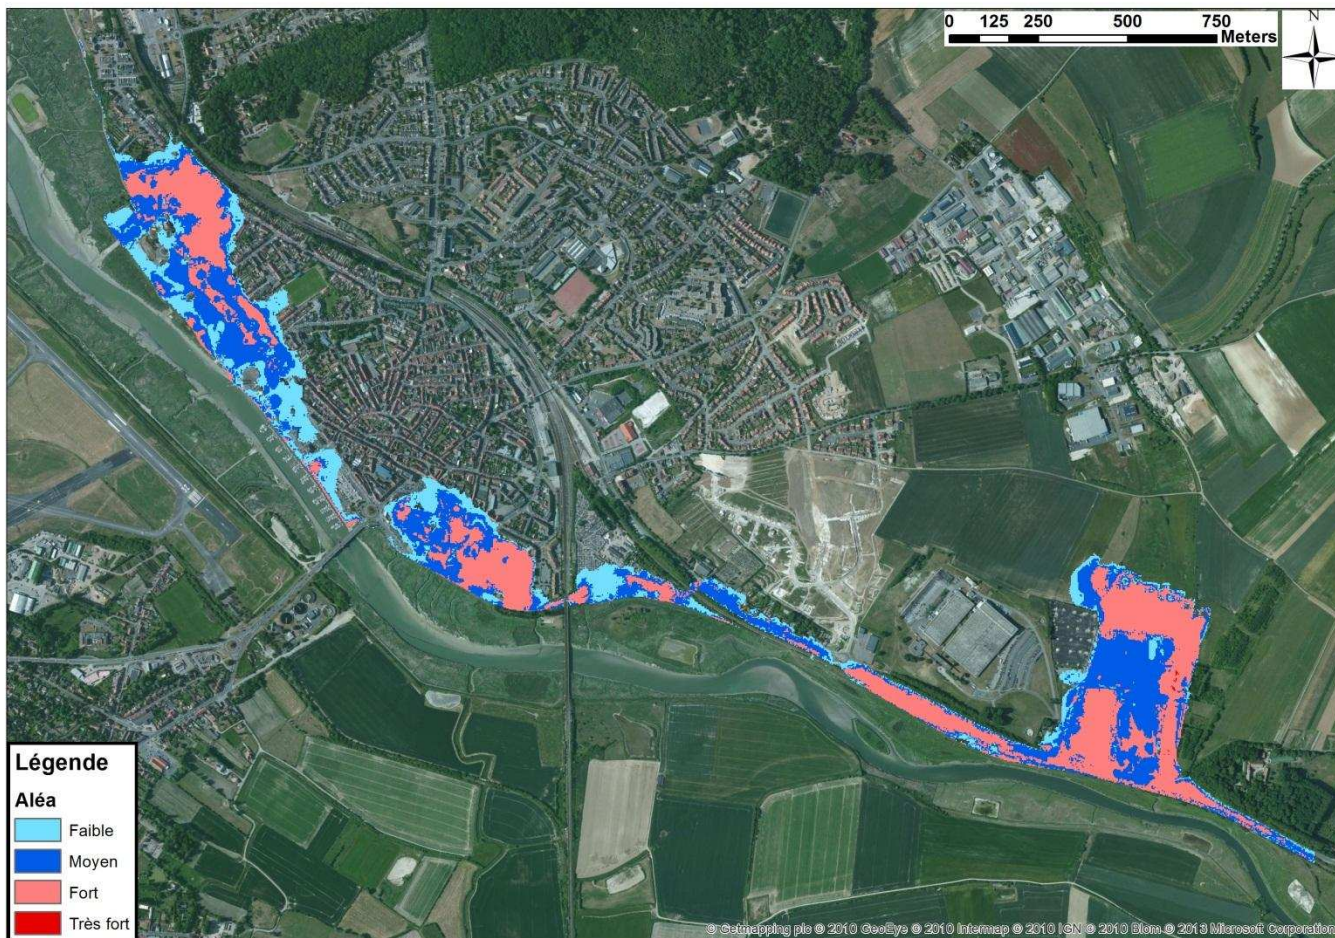 0 125 250 500 750
Meters
N
Légende
Aléa
Faible
Moyen
Fort
Très fort
© Getmapping plc © 2010 GeoEye © 2010 Intermap © 2010 IGN © 2010 Blom © 2013 Microsoft Corporation